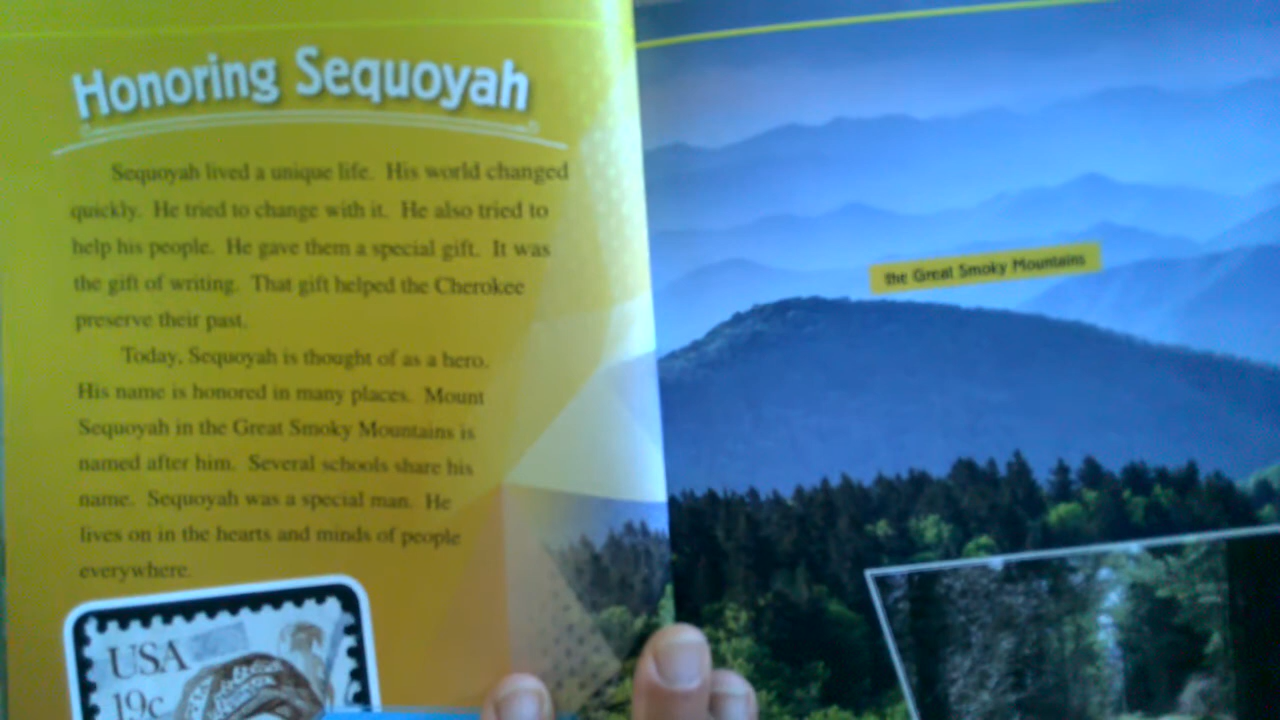 Honoring Sequoyah
Sequoyah lived a unique life. His world changed
quickly. He tried to change with it. He also tried to
help his people. He gave them a special gift. It was
the gift of writing. That gift helped the Cherokee
preserve their past.
Today, Sequoyah is thought of as a hero.
His name is honored in many places. Mount
Sequoyah in the Great Smoky Mountains is
named after him. Several schools share his
name. Sequoyah was a special man. He
lives on in the hearts and minds of people
everywhere.
USA
19c
the Great Smoky Mountains